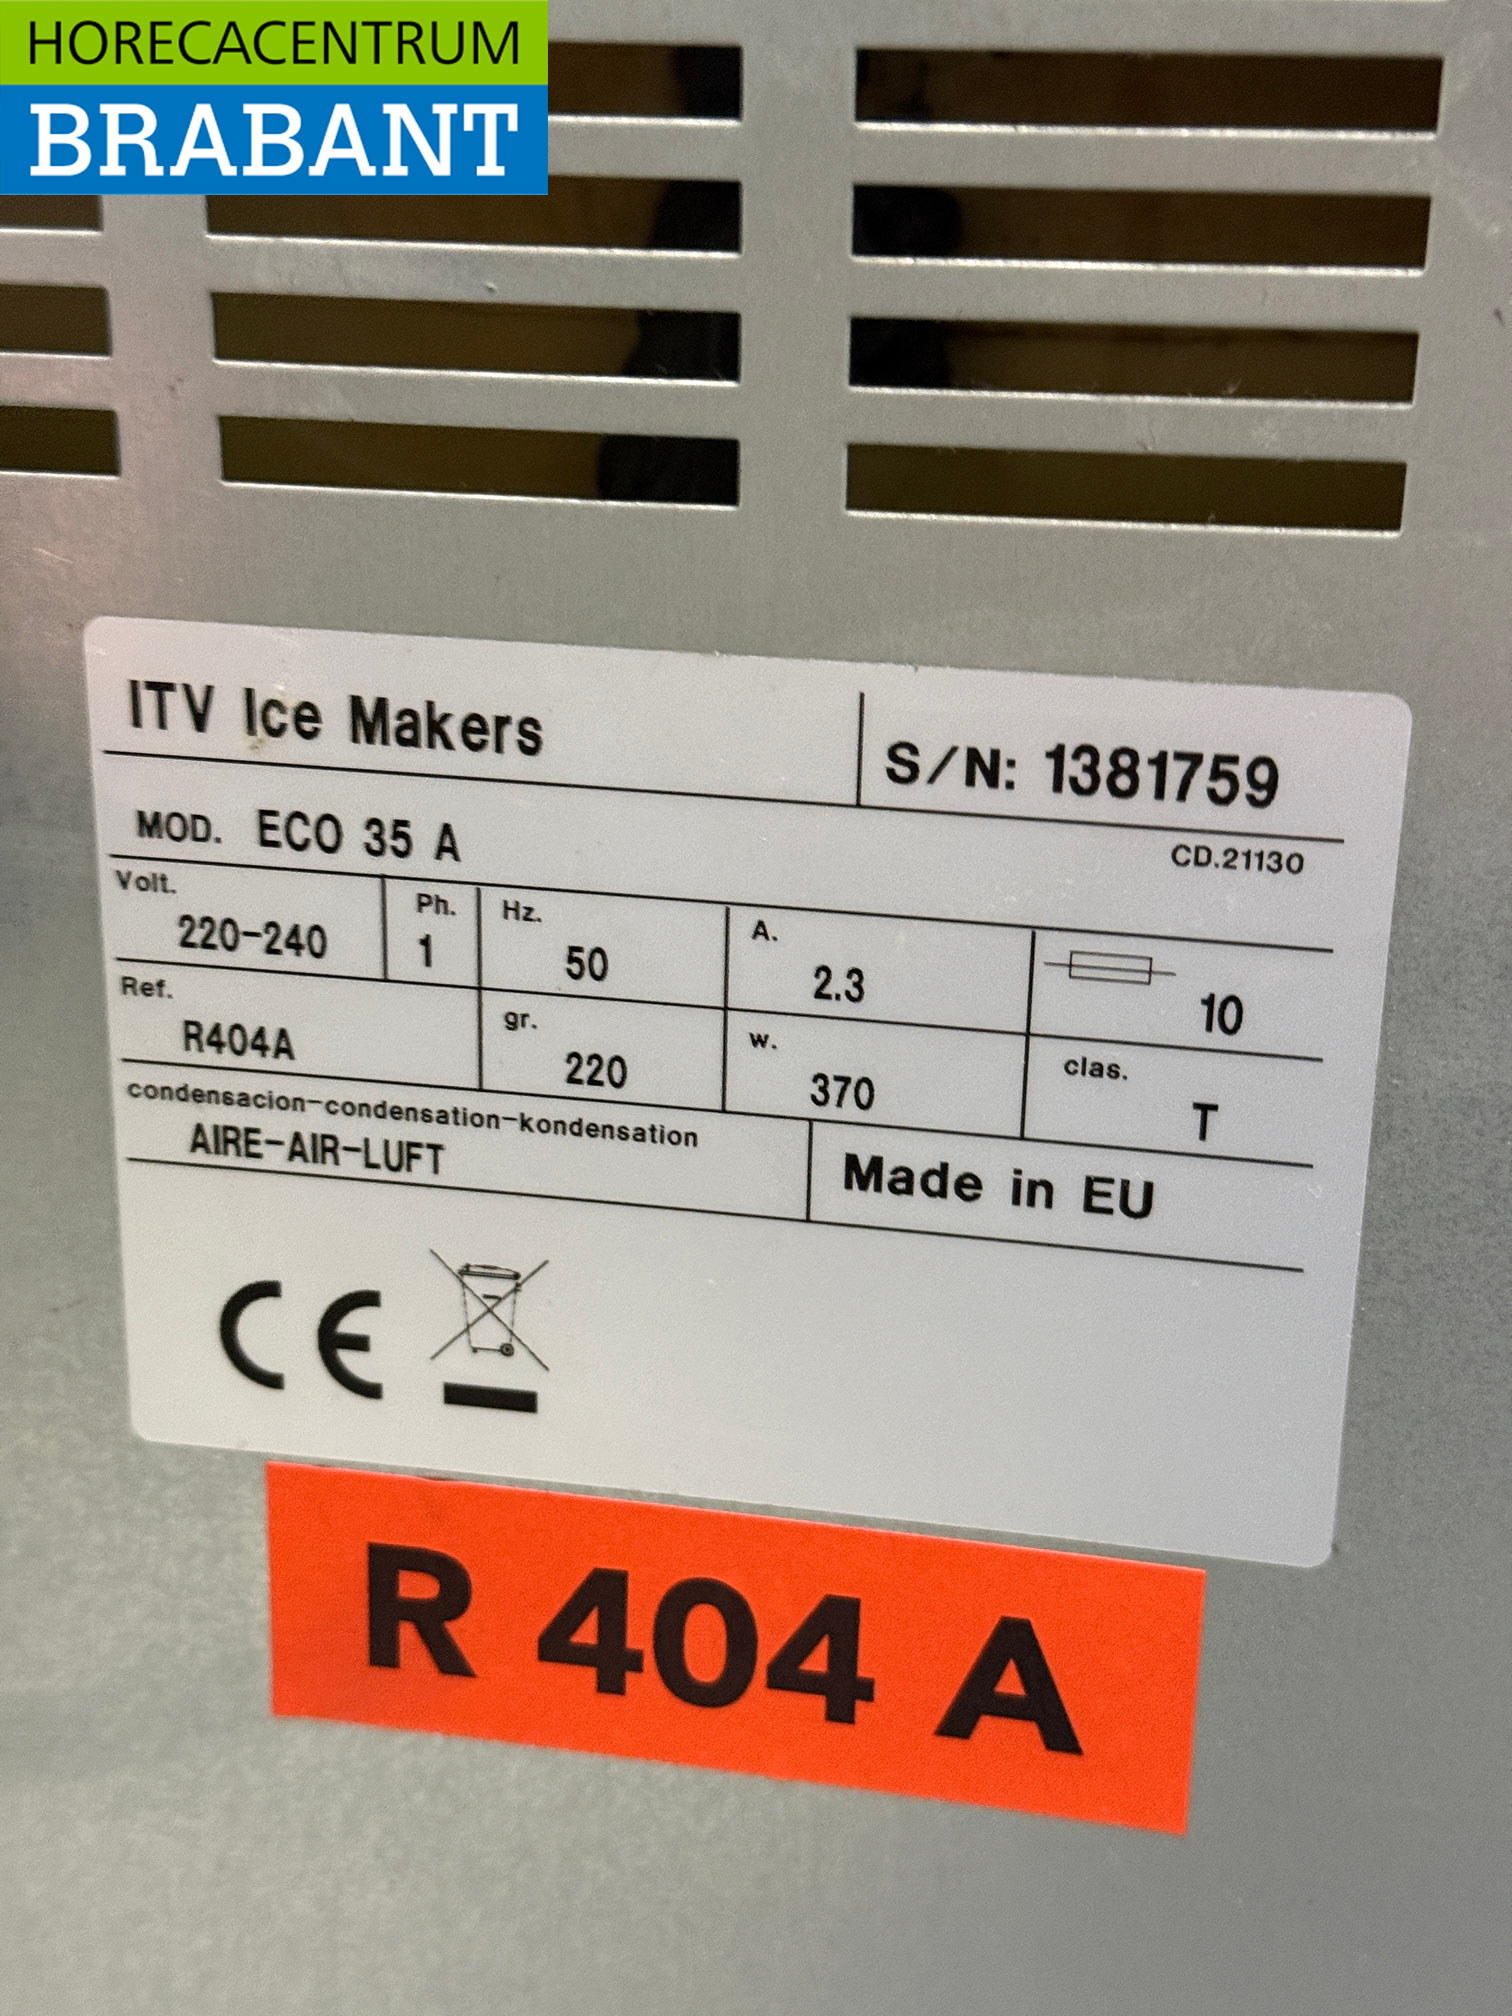 HORECACENTRUM
BRABANT
ITV Ice Makers
S/N: 1381759
MOD. ECO 35 A
CD.21130
Volt. 220-240
Ph. 1
Hz. 50
A. 2.3
10
Ref. R404A
gr. 220
w. 370
clas. T
condensacion-condensation-kondensation
AIRE-AIR-LUFT
Made in EU
CE
R 404 A